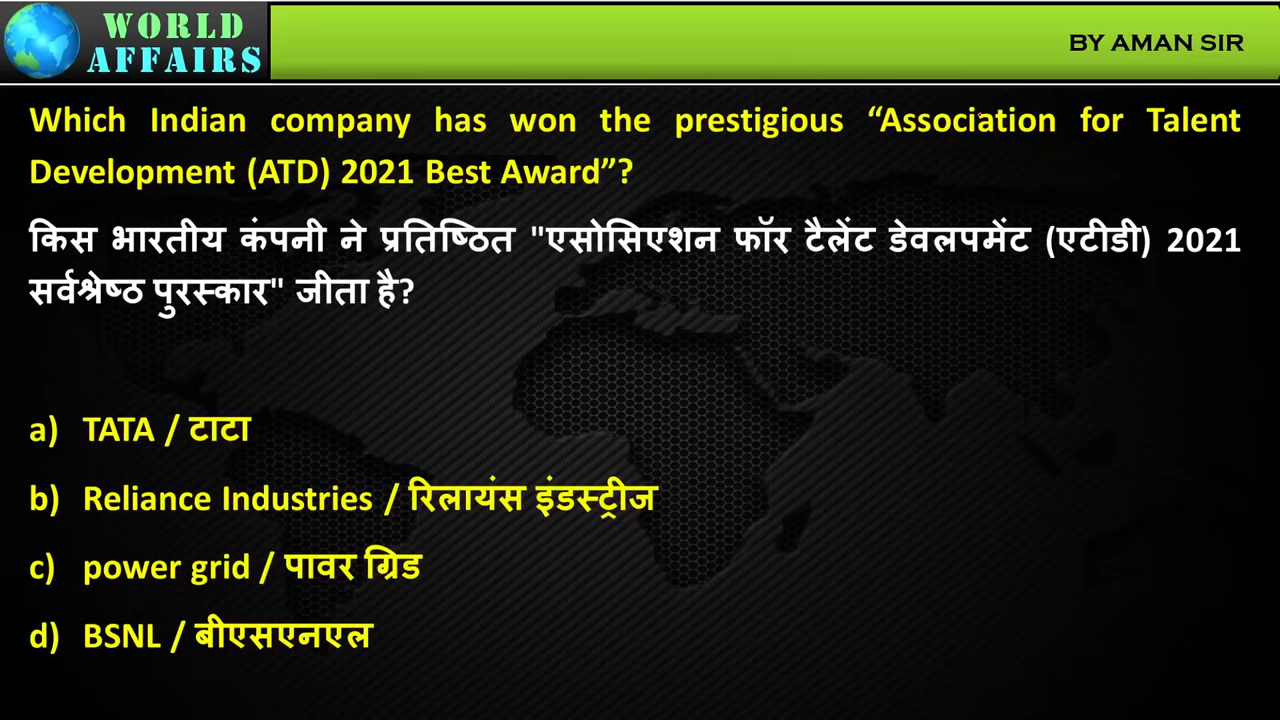 WORLD
AFFAIRS
BY AMAN SIR
Which Indian company has won the prestigious “Association for Talent
Development (ATD) 2021 Best Award”?
किस भारतीय कंपनी ने प्रतिष्ठित "एसोसिएशन फॉर टैलेंट डेवलपमेंट (एटीडी) 2021
सर्वश्रेष्ठ पुरस्कार" जीता है?
a) TATA / टाटा
b) Reliance Industries / रिलायंस इंडस्ट्रीज
c) power grid / पावर ग्रिड
d) BSNL / बीएसएनएल